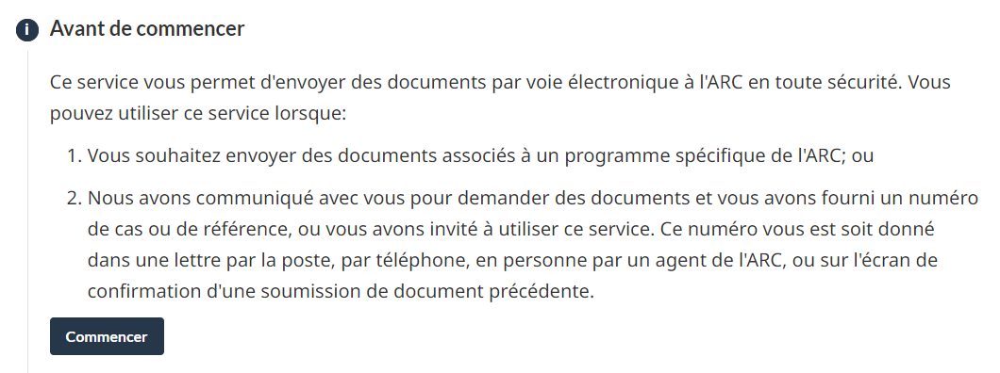 i Avant de commencer
Ce service vous permet d'envoyer des documents par voie électronique à l'ARC en toute sécurité. Vous
pouvez utiliser ce service lorsque:
1. Vous souhaitez envoyer des documents associés à un programme spécifique de l'ARC; ou
2. Nous avons communiqué avec vous pour demander des documents et vous avons fourni un numéro
de cas ou de référence, ou vous avons invité à utiliser ce service. Ce numéro vous est soit donné
dans une lettre par la poste, par téléphone, en personne par un agent de l'ARC, ou sur l'écran de
confirmation d'une soumission de document précédente.
Commencer